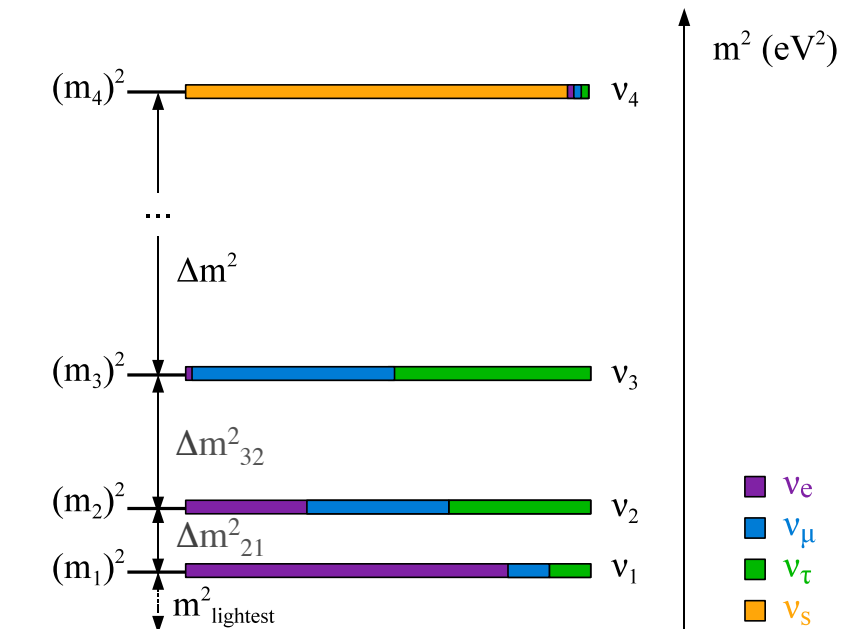 m² (eV²)
(m₄)² ν₄
...
Δm²
(m₃)² ν₃
Δm²₃₂
(m₂)² ν₂
Δm²₂₁
(m₁)² ν₁
m²lightest
νe
νμ
ντ
νs